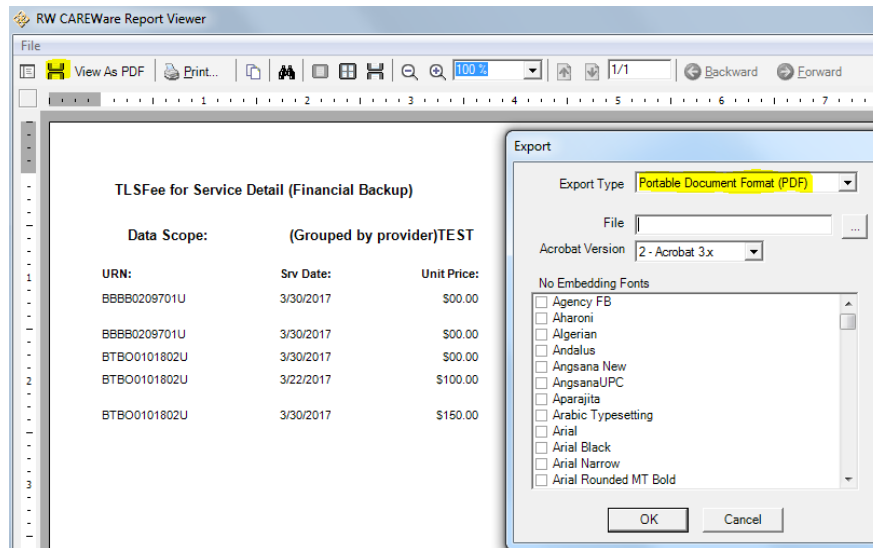 RW CAREWare Report Viewer
File
View As PDF Print... 100 % 1/1 Backward Forward
1 2 3 4 5 6 7
Export
Export Type Portable Document Format (PDF)
File ...
Acrobat Version 2 - Acrobat 3.x
No Embedding Fonts
Agency FB
Aharoni
Algerian
Andalus
Angsana New
AngsanaUPC
Aparajita
Arabic Typesetting
Arial
Arial Black
Arial Narrow
Arial Rounded MT Bold
OK Cancel
TLSFee for Service Detail (Financial Backup)
Data Scope: (Grouped by provider)TEST
URN: Srv Date: Unit Price:
BBBB0209701U 3/30/2017 $00.00
BBBB0209701U 3/30/2017 $00.00
BTBO0101802U 3/30/2017 $00.00
BTBO0101802U 3/22/2017 $100.00
BTBO0101802U 3/30/2017 $150.00
1
2
3